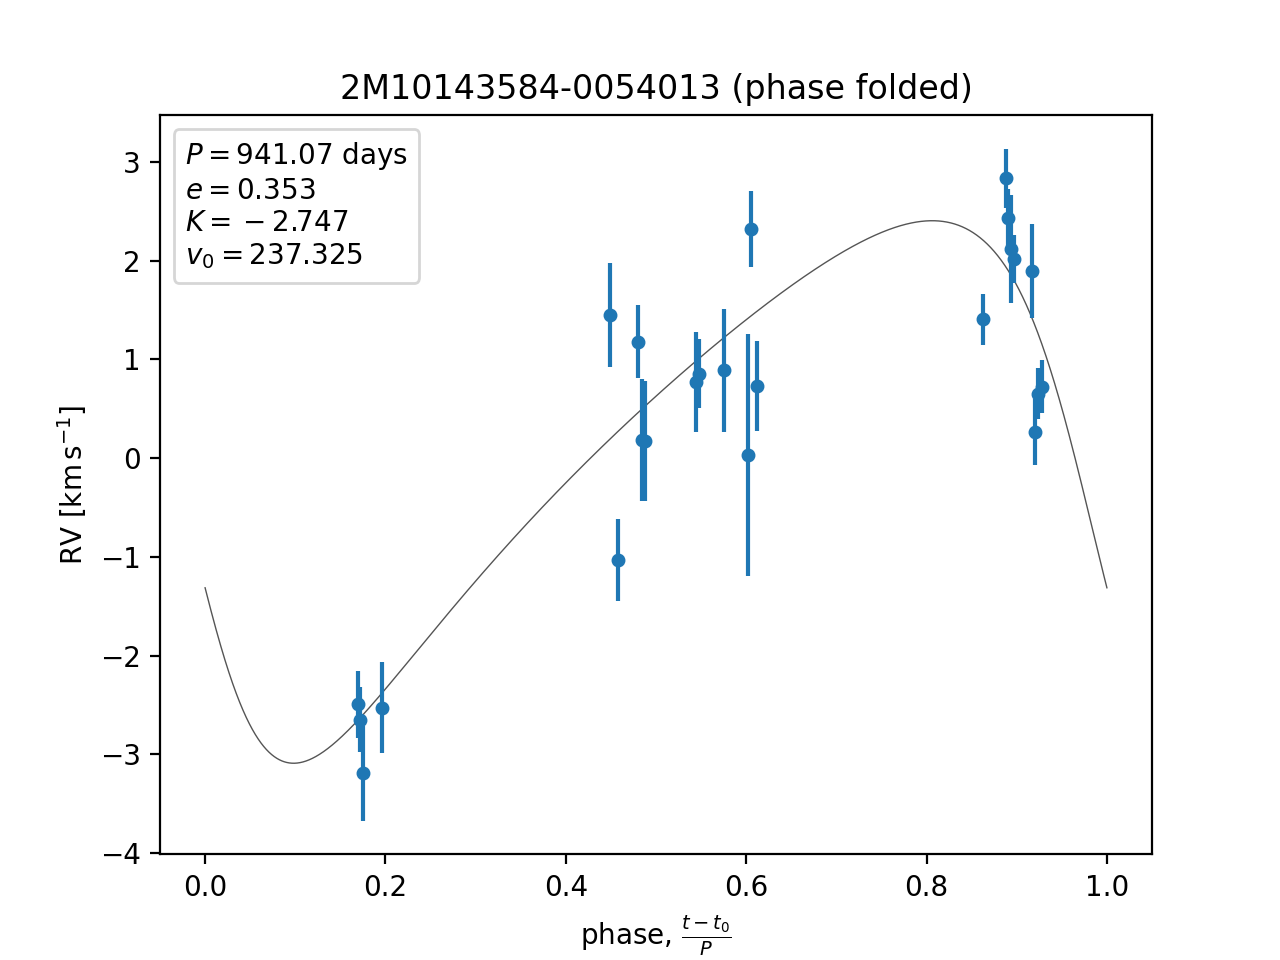 2M10143584-0054013 (phase folded)
P = 941.07 days
e = 0.353
K = −2.747
v₀ = 237.325
3
2
1
0
−1
−2
−3
−4
RV [km s⁻¹]
0.0 0.2 0.4 0.6 0.8 1.0
phase, (t − t₀)/P